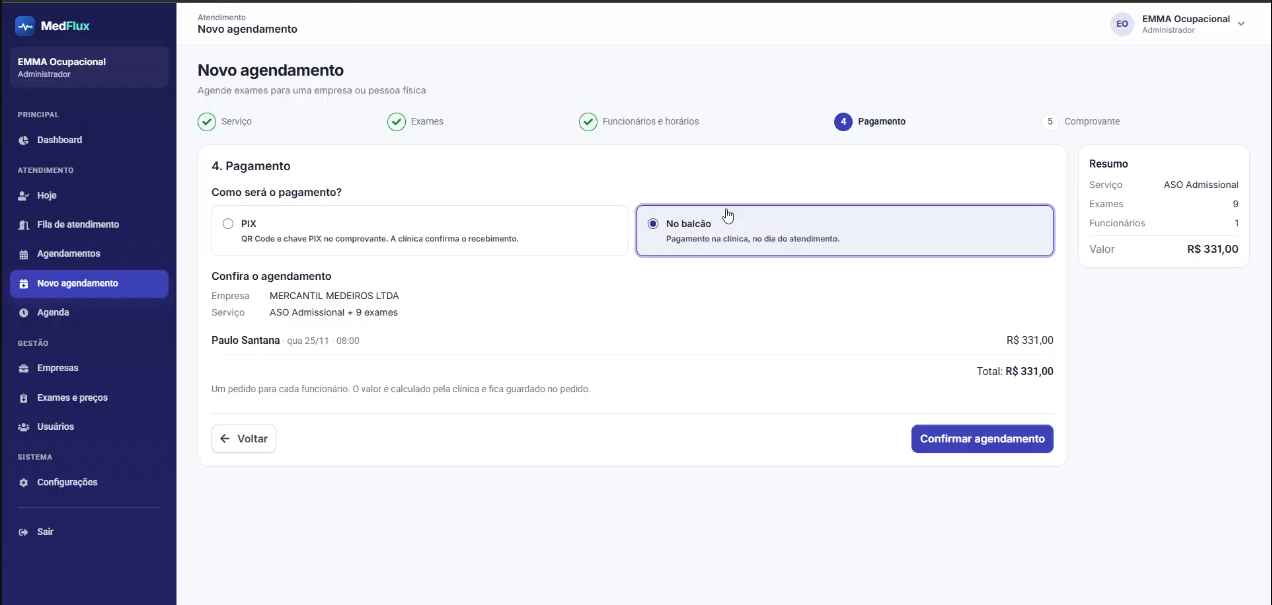 MedFlux
EMMA Ocupacional
Administrador
PRINCIPAL
Dashboard
ATENDIMENTO
Hoje
Fila de atendimento
Agendamentos
Novo agendamento
Agenda
GESTÃO
Empresas
Exames e preços
Usuários
SISTEMA
Configurações
Sair
Atendimento
Novo agendamento
EO
EMMA Ocupacional
Administrador
Novo agendamento
Agende exames para uma empresa ou pessoa física
Serviço
Exames
Funcionários e horários
4 Pagamento
5 Comprovante
4. Pagamento
Como será o pagamento?
PIX
QR Code e chave PIX no comprovante. A clínica confirma o recebimento.
No balcão
Pagamento na clínica, no dia do atendimento.
Confira o agendamento
Empresa MERCANTIL MEDEIROS LTDA
Serviço ASO Admissional + 9 exames
Paulo Santana · qua 25/11 · 08:00 R$ 331,00
Total: R$ 331,00
Um pedido para cada funcionário. O valor é calculado pela clínica e fica guardado no pedido.
Voltar
Confirmar agendamento
Resumo
Serviço ASO Admissional
Exames 9
Funcionários 1
Valor R$ 331,00